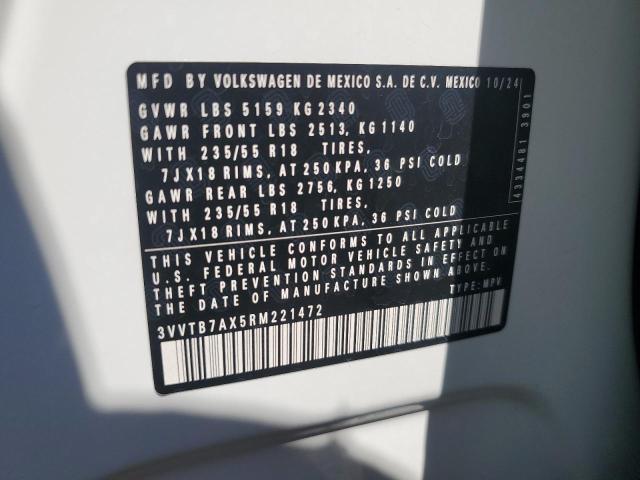 MFD BY VOLKSWAGEN DE MEXICO S.A. DE C.V. MEXICO 10/24
GVWR LBS 5159 KG 2340
GAWR FRONT LBS 2513, KG 1140
WITH 235/55 R18 TIRES,
7JX18 RIMS, AT 250 KPA, 36 PSI COLD
GAWR REAR LBS 2756, KG 1250
WITH 235/55 R18 TIRES,
7JX18 RIMS, AT 250 KPA, 36 PSI COLD
THIS VEHICLE CONFORMS TO ALL APPLICABLE
U.S. FEDERAL MOTOR VEHICLE SAFETY AND
THEFT PREVENTION STANDARDS IN EFFECT ON
THE DATE OF MANUFACTURE SHOWN ABOVE.
TYPE: MPV
3VVTB7AX5RM221472
4334481 3901